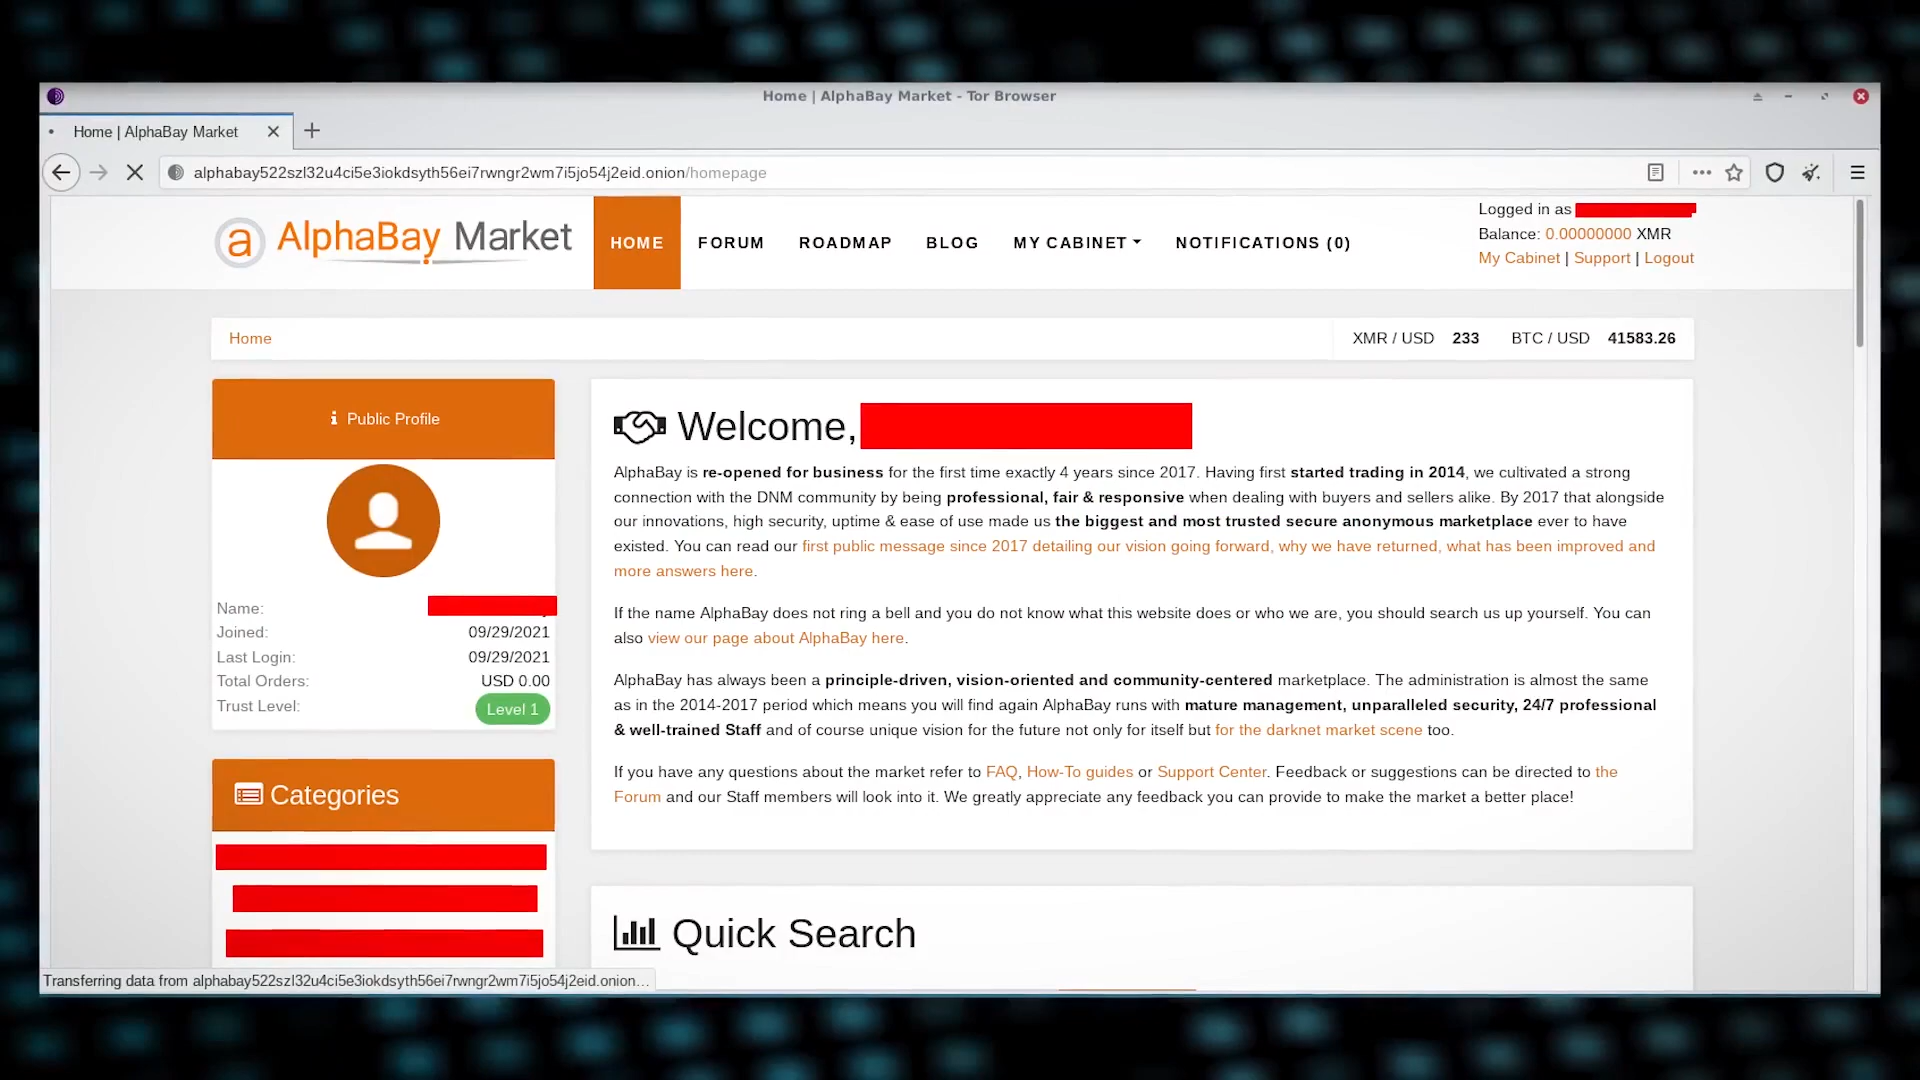 Home | AlphaBay Market - Tor Browser
Home | AlphaBay Market
alphabay522szl32u4ci5e3iokdsyth56ei7rwngr2wm7i5jo54j2eid.onion/homepage
a AlphaBay Market
HOME FORUM ROADMAP BLOG MY CABINET NOTIFICATIONS (0)
Logged in as
Balance: 0.00000000 XMR
My Cabinet | Support | Logout
Home
XMR / USD 233 BTC / USD 41583.26
Public Profile
Name:
Joined: 09/29/2021
Last Login: 09/29/2021
Total Orders: USD 0.00
Trust Level: Level 1
Categories
Welcome,
AlphaBay is re-opened for business for the first time exactly 4 years since 2017. Having first started trading in 2014, we cultivated a strong
connection with the DNM community by being professional, fair & responsive when dealing with buyers and sellers alike. By 2017 that alongside
our innovations, high security, uptime & ease of use made us the biggest and most trusted secure anonymous marketplace ever to have
existed. You can read our first public message since 2017 detailing our vision going forward, why we have returned, what has been improved and
more answers here.
If the name AlphaBay does not ring a bell and you do not know what this website does or who we are, you should search us up yourself. You can
also view our page about AlphaBay here.
AlphaBay has always been a principle-driven, vision-oriented and community-centered marketplace. The administration is almost the same
as in the 2014-2017 period which means you will find again AlphaBay runs with mature management, unparalleled security, 24/7 professional
& well-trained Staff and of course unique vision for the future not only for itself but for the darknet market scene too.
If you have any questions about the market refer to FAQ, How-To guides or Support Center. Feedback or suggestions can be directed to the
Forum and our Staff members will look into it. We greatly appreciate any feedback you can provide to make the market a better place!
Quick Search
Transferring data from alphabay522szl32u4ci5e3iokdsyth56ei7rwngr2wm7i5jo54j2eid.onion…